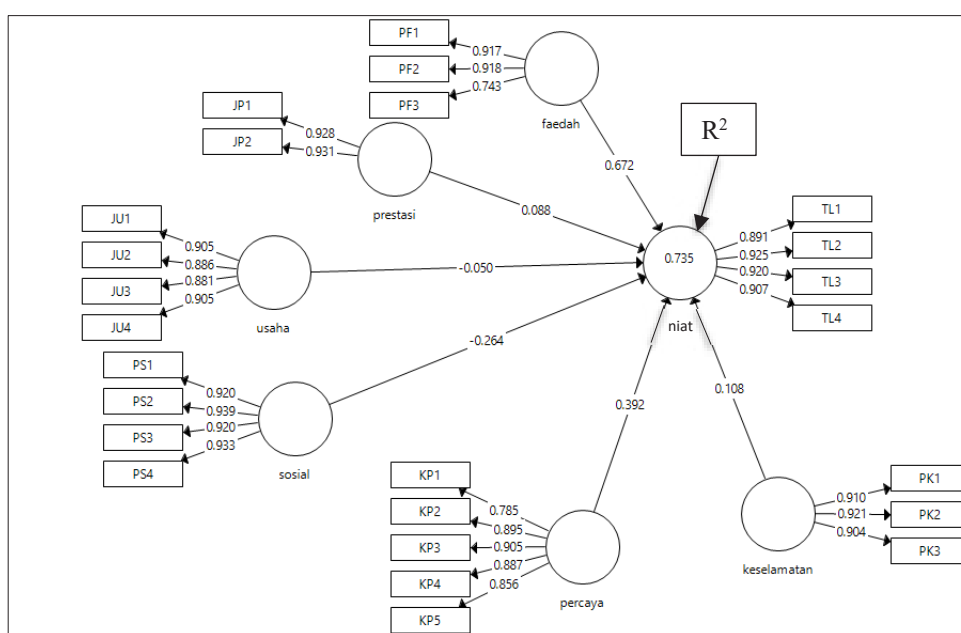 PF1
PF2
PF3
0.917
0.918
0.743
faedah
JP1
JP2
0.928
0.931
prestasi
R²
0.672
0.088
JU1
JU2
JU3
JU4
0.905
0.886
0.881
0.905
usaha
-0.050
0.735
niat
TL1
TL2
TL3
TL4
0.891
0.925
0.920
0.907
PS1
PS2
PS3
PS4
0.920
0.939
0.920
0.933
sosial
-0.264
0.392
0.108
KP1
KP2
KP3
KP4
KP5
0.785
0.895
0.905
0.887
0.856
percaya
keselamatan
0.910
0.921
0.904
PK1
PK2
PK3